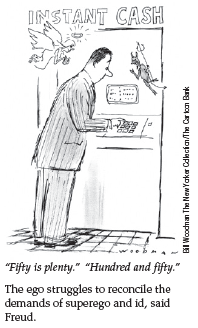 INSTANT CASH
Bill Woodman The New Yorker Collection/The Cartoon Bank
WOODMAN
“Fifty is plenty.” “Hundred and fifty.”
The ego struggles to reconcile the
demands of superego and id, said
Freud.